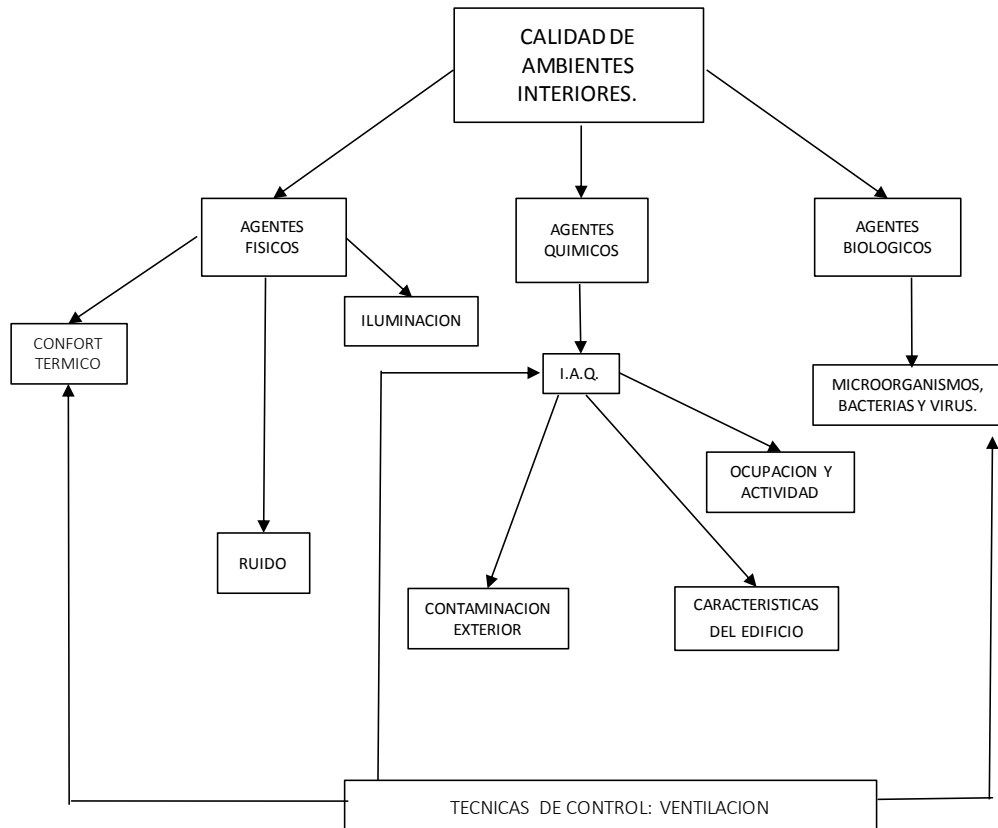 CALIDAD DE
AMBIENTES
INTERIORES.
AGENTES
FISICOS
AGENTES
QUIMICOS
AGENTES
BIOLOGICOS
ILUMINACION
CONFORT
TERMICO
I.A.Q.
MICROORGANISMOS,
BACTERIAS Y VIRUS.
OCUPACION Y
ACTIVIDAD
RUIDO
CONTAMINACION
EXTERIOR
CARACTERISTICAS
DEL EDIFICIO
TECNICAS DE CONTROL: VENTILACION